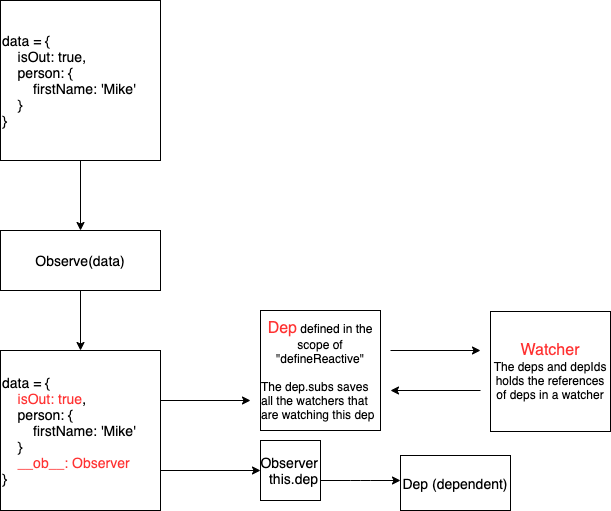 data = {
isOut: true,
person: {
firstName: 'Mike'
}
}
Observe(data)
data = {
isOut: true,
person: {
firstName: 'Mike'
}
__ob__: Observer
}
Dep defined in the
scope of
"defineReactive"
The dep.subs saves
all the watchers that
are watching this dep
Watcher
The deps and depIds
holds the references
of deps in a watcher
Observer
this.dep
Dep (dependent)